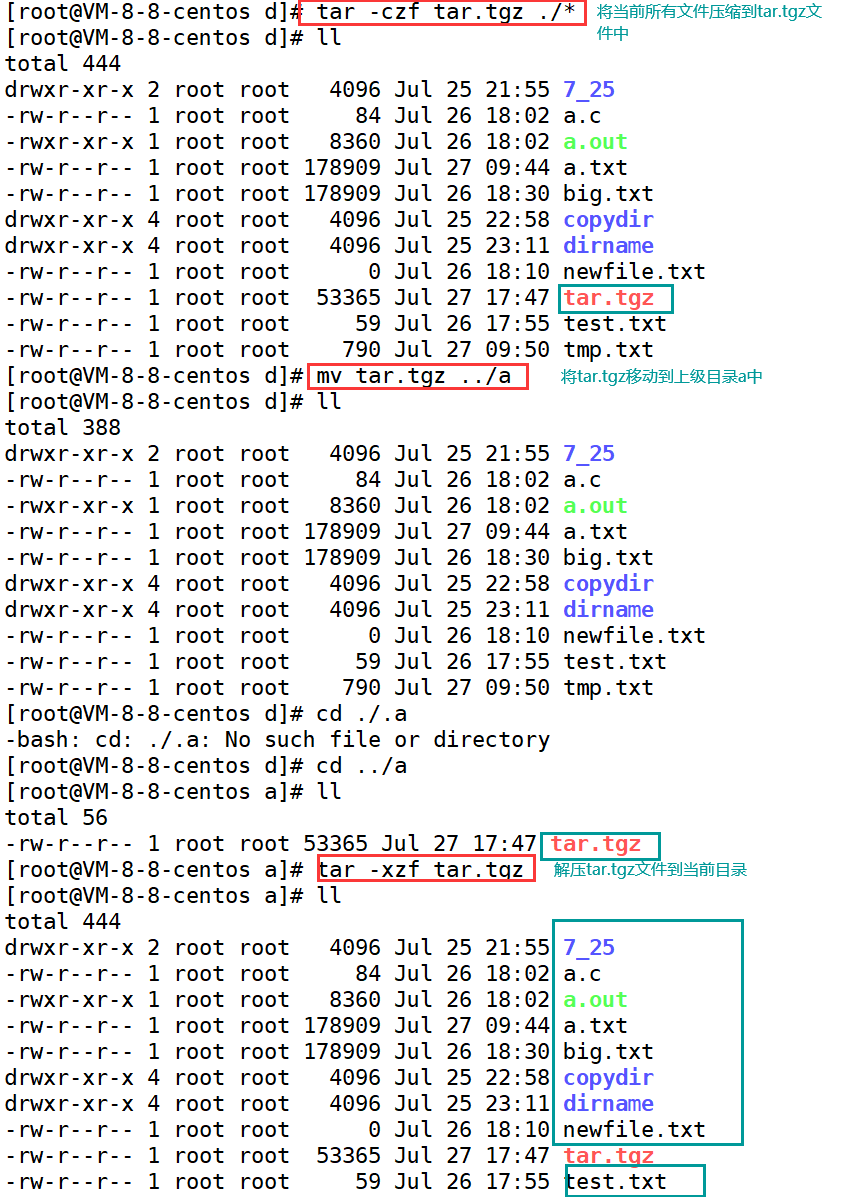 [root@VM-8-8-centos d]# tar -czf tar.tgz ./* 将当前所有文件压缩到tar.tgz文
[root@VM-8-8-centos d]# ll 件中
total 444
drwxr-xr-x 2 root root   4096 Jul 25 21:55 7_25
-rw-r--r-- 1 root root     84 Jul 26 18:02 a.c
-rwxr-xr-x 1 root root   8360 Jul 26 18:02 a.out
-rw-r--r-- 1 root root 178909 Jul 27 09:44 a.txt
-rw-r--r-- 1 root root 178909 Jul 26 18:30 big.txt
drwxr-xr-x 4 root root   4096 Jul 25 22:58 copydir
drwxr-xr-x 4 root root   4096 Jul 25 23:11 dirname
-rw-r--r-- 1 root root      0 Jul 26 18:10 newfile.txt
-rw-r--r-- 1 root root  53365 Jul 27 17:47 tar.tgz
-rw-r--r-- 1 root root     59 Jul 26 17:55 test.txt
-rw-r--r-- 1 root root    790 Jul 27 09:50 tmp.txt
[root@VM-8-8-centos d]# mv tar.tgz ../a 将tar.tgz移动到上级目录a中
[root@VM-8-8-centos d]# ll
total 388
drwxr-xr-x 2 root root   4096 Jul 25 21:55 7_25
-rw-r--r-- 1 root root     84 Jul 26 18:02 a.c
-rwxr-xr-x 1 root root   8360 Jul 26 18:02 a.out
-rw-r--r-- 1 root root 178909 Jul 27 09:44 a.txt
-rw-r--r-- 1 root root 178909 Jul 26 18:30 big.txt
drwxr-xr-x 4 root root   4096 Jul 25 22:58 copydir
drwxr-xr-x 4 root root   4096 Jul 25 23:11 dirname
-rw-r--r-- 1 root root      0 Jul 26 18:10 newfile.txt
-rw-r--r-- 1 root root     59 Jul 26 17:55 test.txt
-rw-r--r-- 1 root root    790 Jul 27 09:50 tmp.txt
[root@VM-8-8-centos d]# cd ./.a
-bash: cd: ./.a: No such file or directory
[root@VM-8-8-centos d]# cd ../a
[root@VM-8-8-centos a]# ll
total 56
-rw-r--r-- 1 root root 53365 Jul 27 17:47 tar.tgz
[root@VM-8-8-centos a]# tar -xzf tar.tgz 解压tar.tgz文件到当前目录
[root@VM-8-8-centos a]# ll
total 444
drwxr-xr-x 2 root root   4096 Jul 25 21:55 7_25
-rw-r--r-- 1 root root     84 Jul 26 18:02 a.c
-rwxr-xr-x 1 root root   8360 Jul 26 18:02 a.out
-rw-r--r-- 1 root root 178909 Jul 27 09:44 a.txt
-rw-r--r-- 1 root root 178909 Jul 26 18:30 big.txt
drwxr-xr-x 4 root root   4096 Jul 25 22:58 copydir
drwxr-xr-x 4 root root   4096 Jul 25 23:11 dirname
-rw-r--r-- 1 root root      0 Jul 26 18:10 newfile.txt
-rw-r--r-- 1 root root  53365 Jul 27 17:47 tar.tgz
-rw-r--r-- 1 root root     59 Jul 26 17:55 test.txt